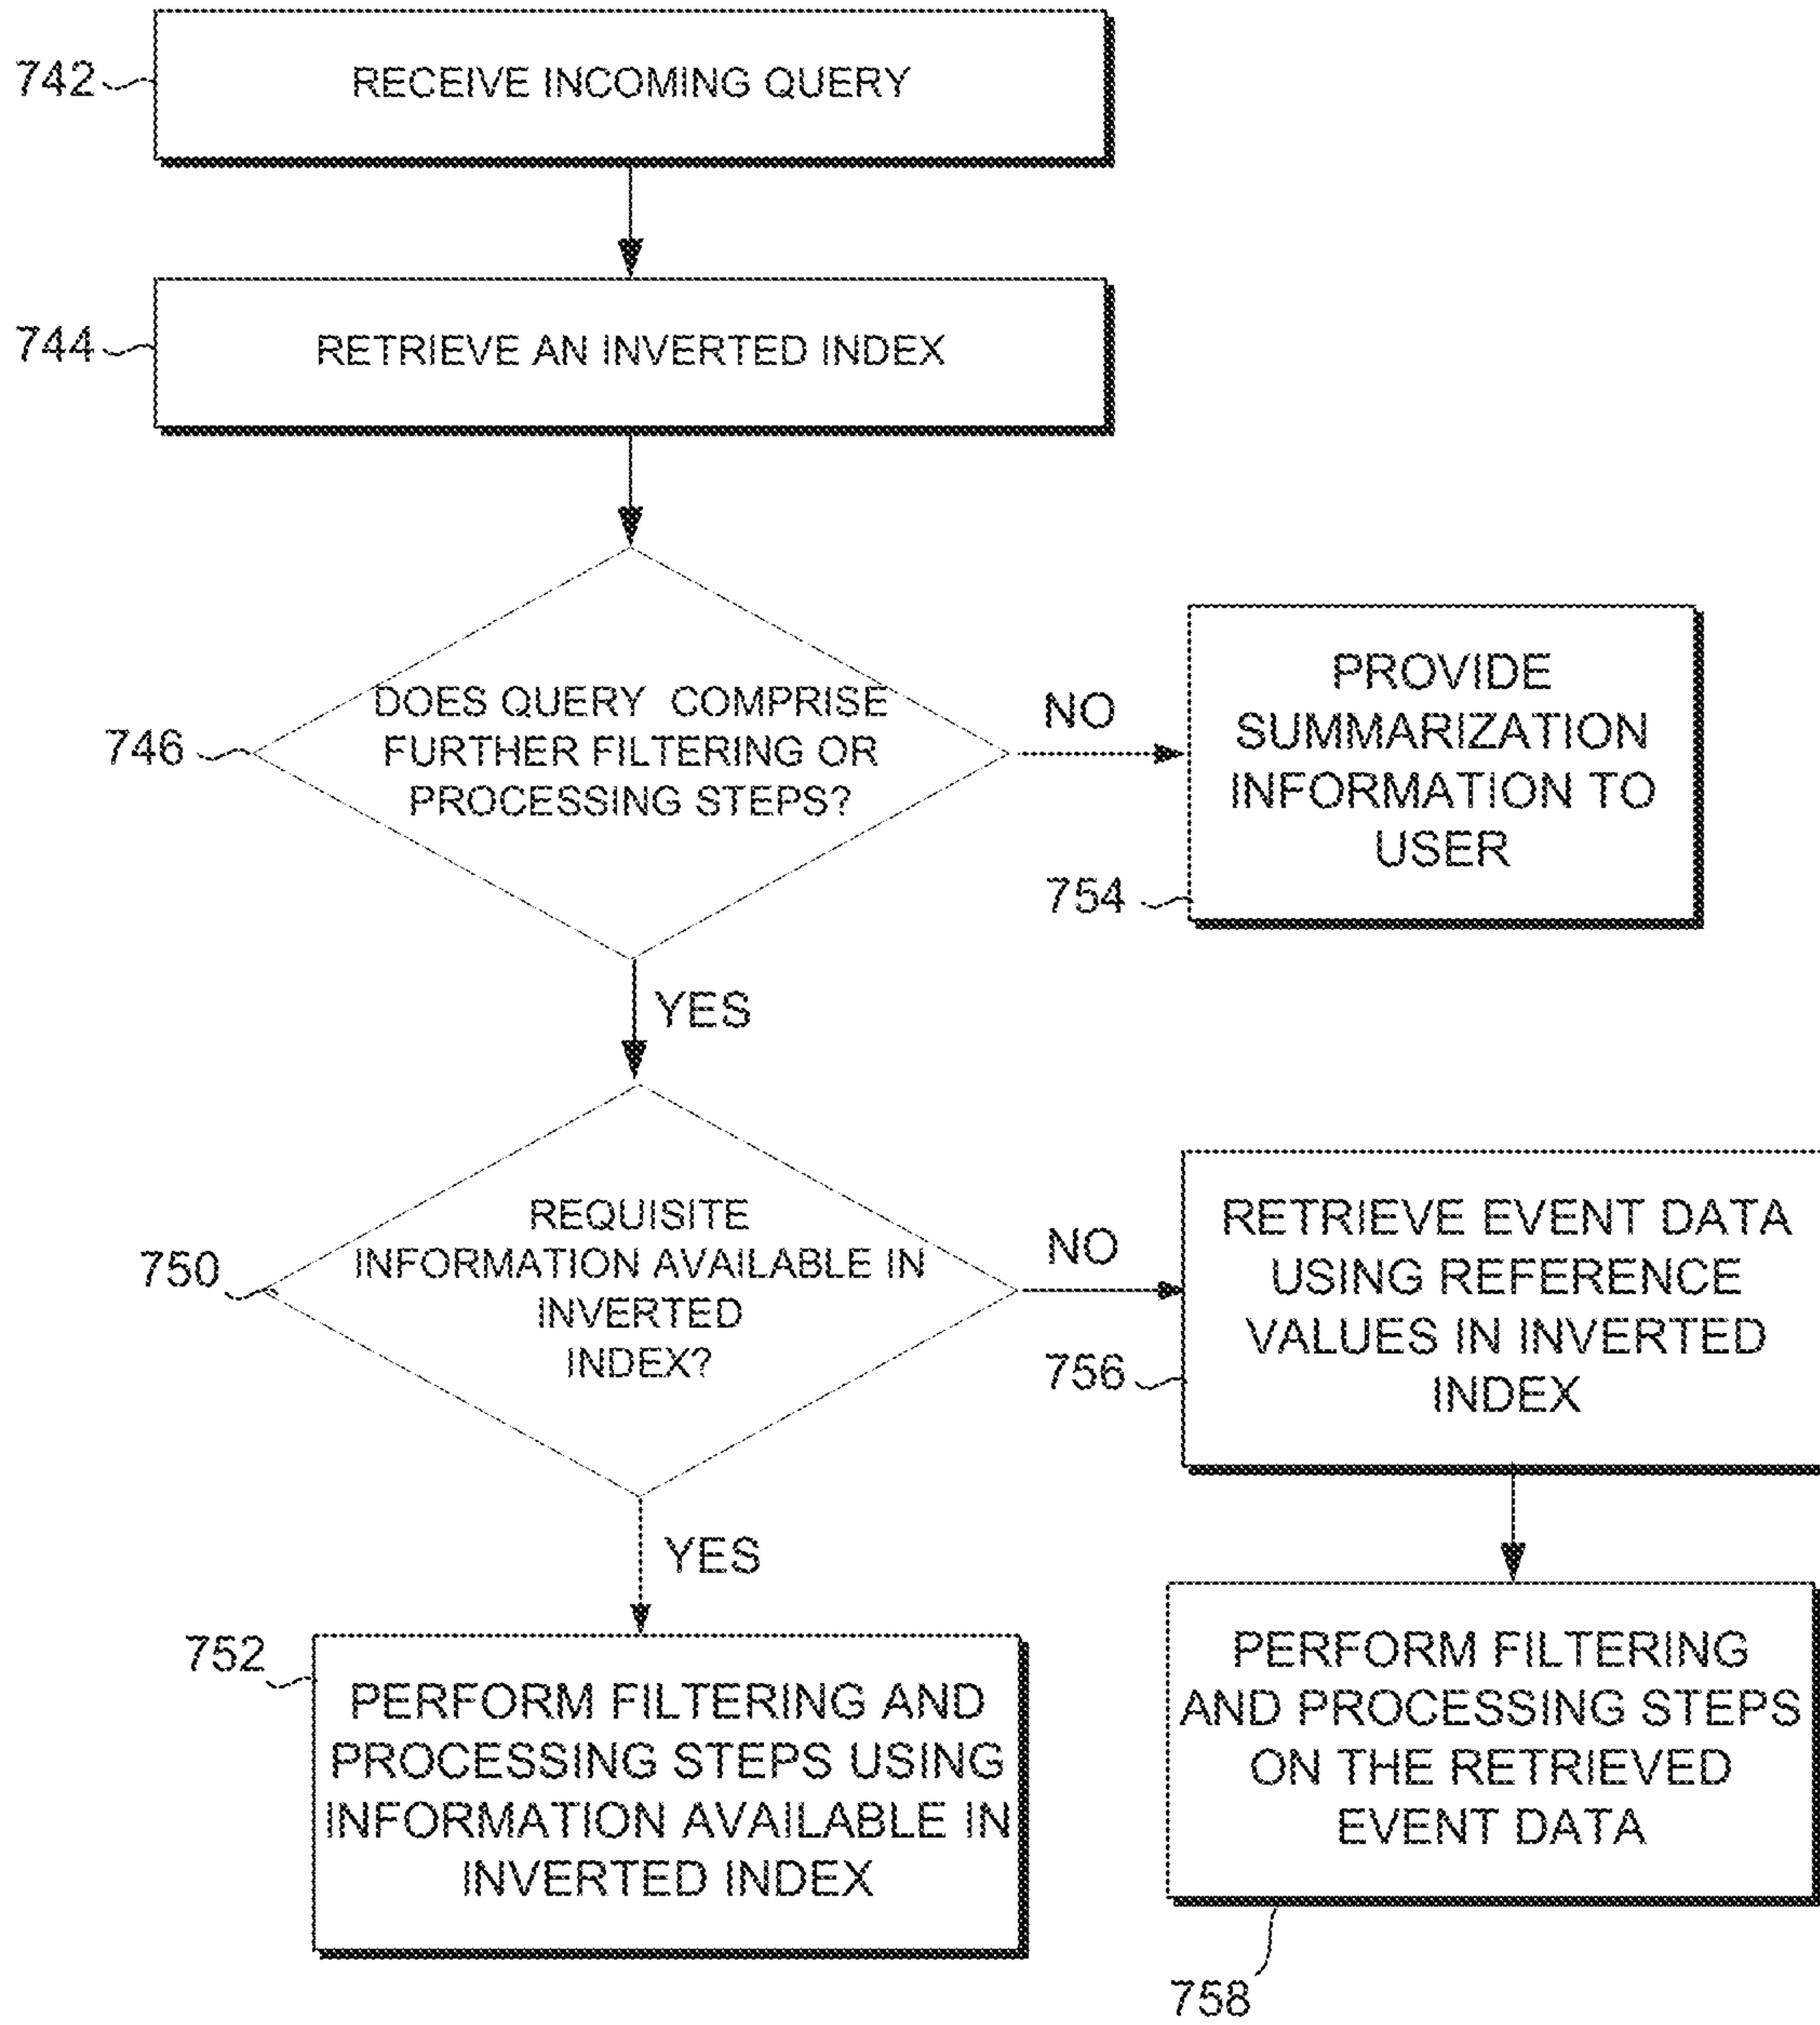 742
RECEIVE INCOMING QUERY
744
RETRIEVE AN INVERTED INDEX
746
DOES QUERY COMPRISE
FURTHER FILTERING OR
PROCESSING STEPS?
NO
PROVIDE
SUMMARIZATION
INFORMATION TO
USER
754
YES
750
REQUISITE
INFORMATION AVAILABLE IN
INVERTED
INDEX?
NO
RETRIEVE EVENT DATA
USING REFERENCE
VALUES IN INVERTED
INDEX
756
YES
752
PERFORM FILTERING AND
PROCESSING STEPS USING
INFORMATION AVAILABLE IN
INVERTED INDEX
PERFORM FILTERING
AND PROCESSING STEPS
ON THE RETRIEVED
EVENT DATA
758